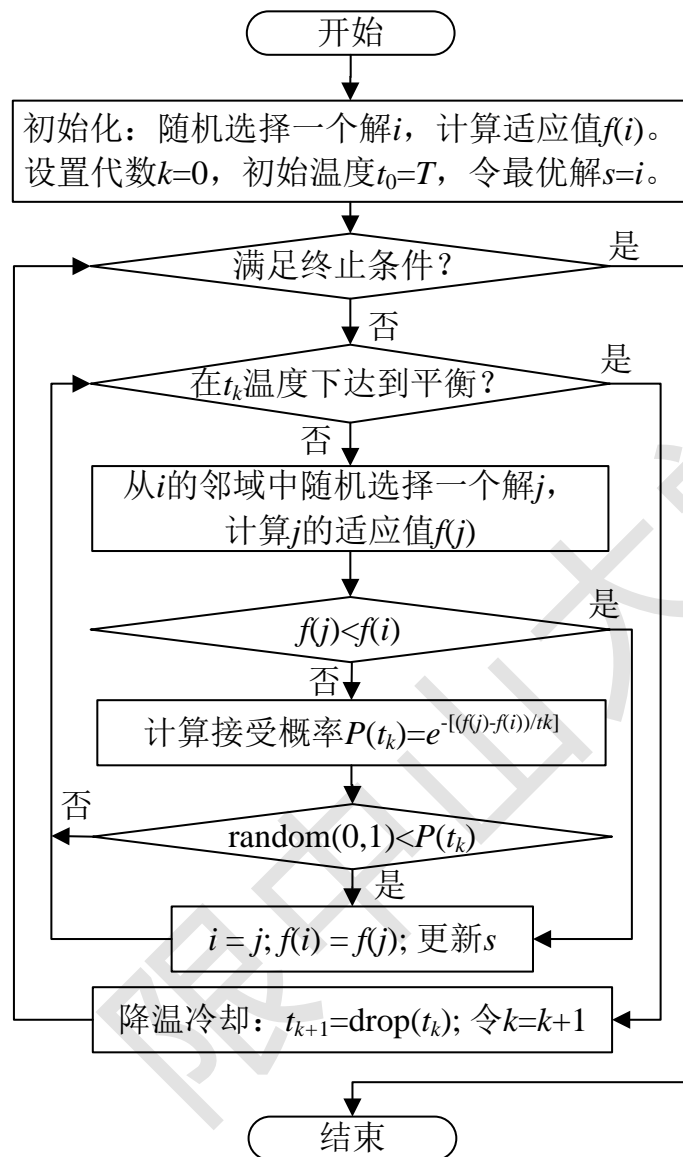 开始
初始化：随机选择一个解i，计算适应值f(i)。
设置代数k=0，初始温度t₀=T，令最优解s=i。
满足终止条件？
是
否
在tₖ温度下达到平衡？
是
否
从i的邻域中随机选择一个解j，
计算j的适应值f(j)
f(j)<f(i)
是
否
计算接受概率P(tₖ)=e^-[(f(j)-f(i))/tk]
否
random(0,1)<P(tₖ)
是
i = j; f(i) = f(j); 更新s
降温冷却：tₖ₊₁=drop(tₖ); 令k=k+1
结束
限中山大